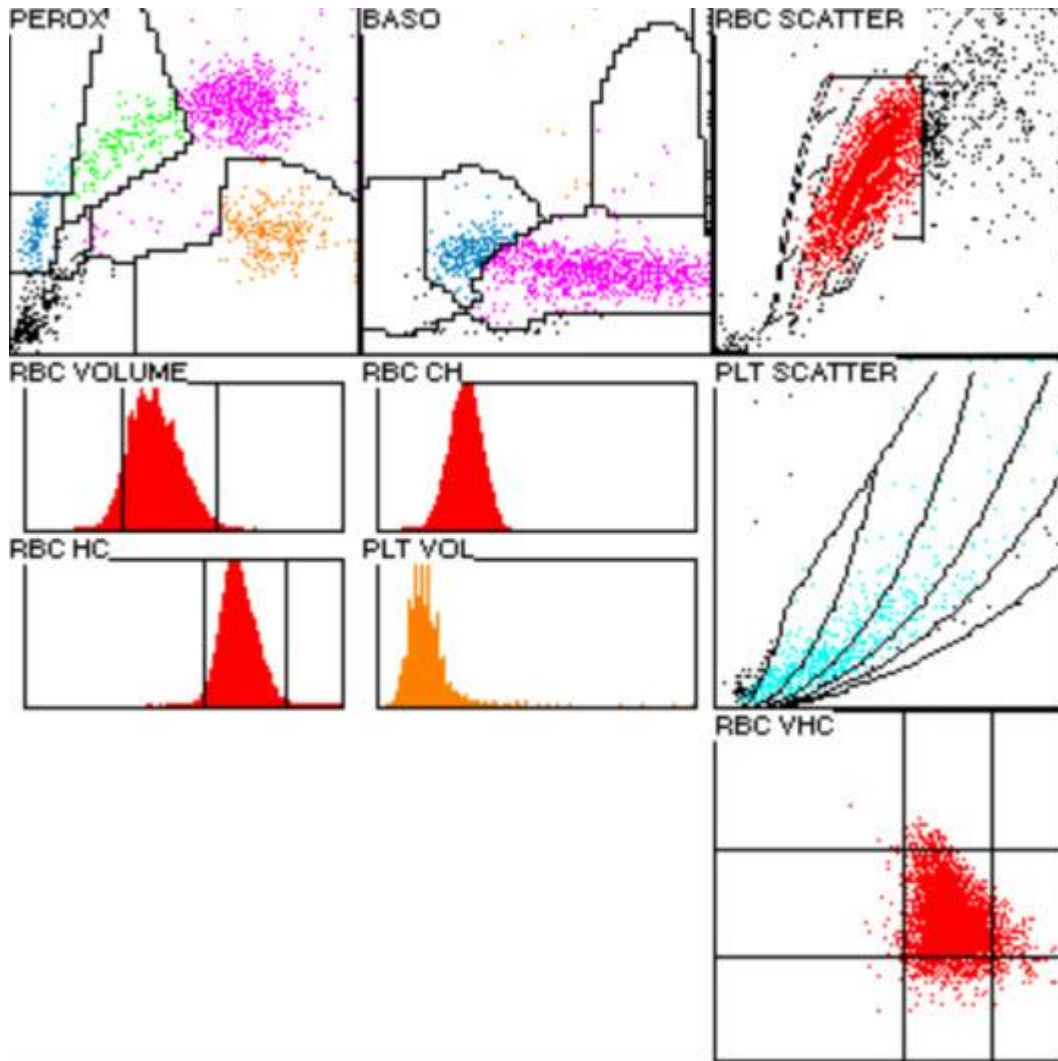 PEROX
BASO
RBC SCATTER
RBC VOLUME
RBC CH
PLT SCATTER
RBC HC
PLT VOL
RBC VHC